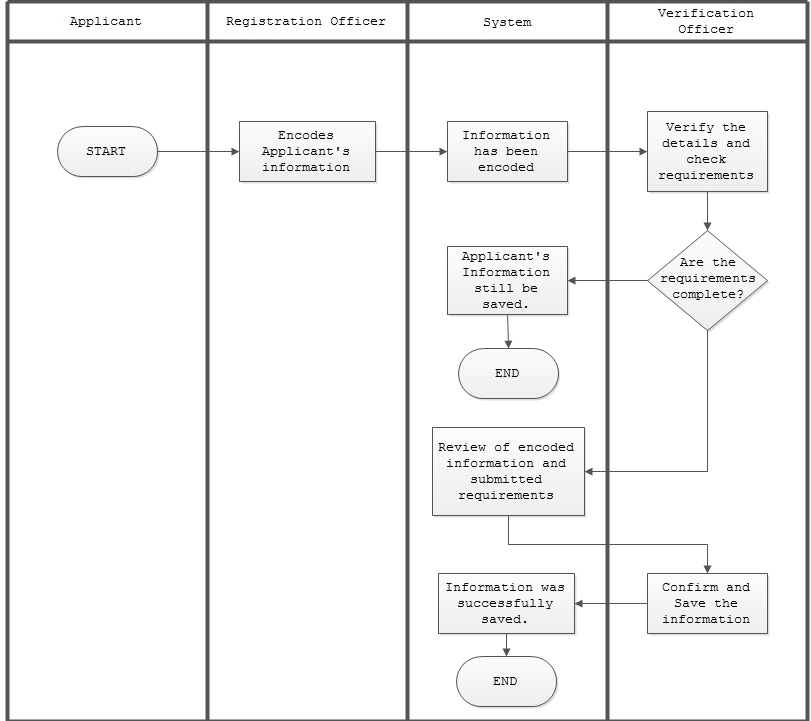 Applicant
Registration Officer
System
Verification
Officer
START
Encodes
Applicant's
information
Information
has been
encoded
Verify the
details and
check
requirements
Applicant's
Information
still be
saved.
Are the
requirements
complete?
END
Review of encoded
information and
submitted
requirements
Information was
successfully
saved.
Confirm and
Save the
information
END